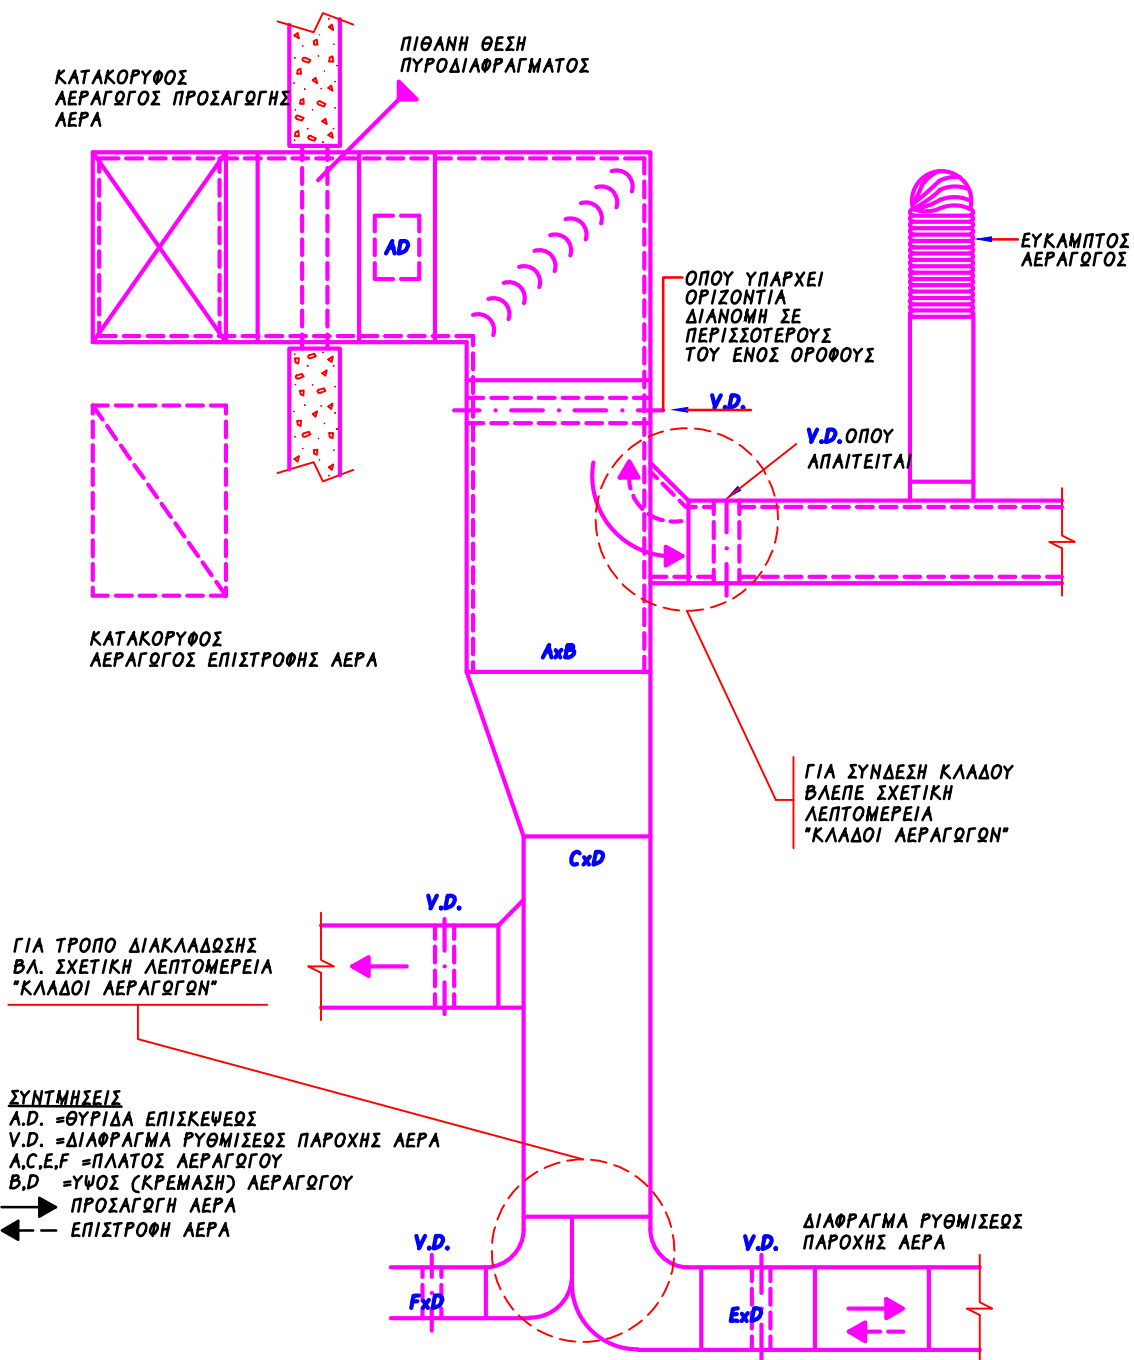 ΠΙΘΑΝΗ ΘΕΣΗ
ΠΥΡΟΔΙΑΦΡΑΓΜΑΤΟΣ
ΚΑΤΑΚΟΡΥΦΟΣ
ΑΕΡΑΓΩΓΟΣ ΠΡΟΣΑΓΩΓΗΣ
ΑΕΡΑ
AD
ΕΥΚΑΜΠΤΟΣ
ΑΕΡΑΓΩΓΟΣ
ΟΠΟΥ ΥΠΑΡΧΕΙ
ΟΡΙΖΟΝΤΙΑ
ΔΙΑΝΟΜΗ ΣΕ
ΠΕΡΙΣΣΟΤΕΡΟΥΣ
ΤΟΥ ΕΝΟΣ ΟΡΟΦΟΥΣ
V.D.
V.D. ΟΠΟΥ
ΑΠΑΙΤΕΙΤΑΙ
ΚΑΤΑΚΟΡΥΦΟΣ
ΑΕΡΑΓΩΓΟΣ ΕΠΙΣΤΡΟΦΗΣ ΑΕΡΑ
AxB
ΓΙΑ ΣΥΝΔΕΣΗ ΚΛΑΔΟΥ
ΒΛΕΠΕ ΣΧΕΤΙΚΗ
ΛΕΠΤΟΜΕΡΕΙΑ
"ΚΛΑΔΟΙ ΑΕΡΑΓΩΓΩΝ"
CxD
V.D.
ΓΙΑ ΤΡΟΠΟ ΔΙΑΚΛΑΔΩΣΗΣ
ΒΛ. ΣΧΕΤΙΚΗ ΛΕΠΤΟΜΕΡΕΙΑ
"ΚΛΑΔΟΙ ΑΕΡΑΓΩΓΩΝ"
ΣΥΝΤΜΗΣΕΙΣ
A.D. =ΘΥΡΙΔΑ ΕΠΙΣΚΕΨΕΩΣ
V.D. =ΔΙΑΦΡΑΓΜΑ ΡΥΘΜΙΣΕΩΣ ΠΑΡΟΧΗΣ ΑΕΡΑ
A,C,E,F =ΠΛΑΤΟΣ ΑΕΡΑΓΩΓΟΥ
B,D =ΥΨΟΣ (ΚΡΕΜΑΣΗ) ΑΕΡΑΓΩΓΟΥ
ΠΡΟΣΑΓΩΓΗ ΑΕΡΑ
ΕΠΙΣΤΡΟΦΗ ΑΕΡΑ
ΔΙΑΦΡΑΓΜΑ ΡΥΘΜΙΣΕΩΣ
ΠΑΡΟΧΗΣ ΑΕΡΑ
V.D.
V.D.
FxD
ExD